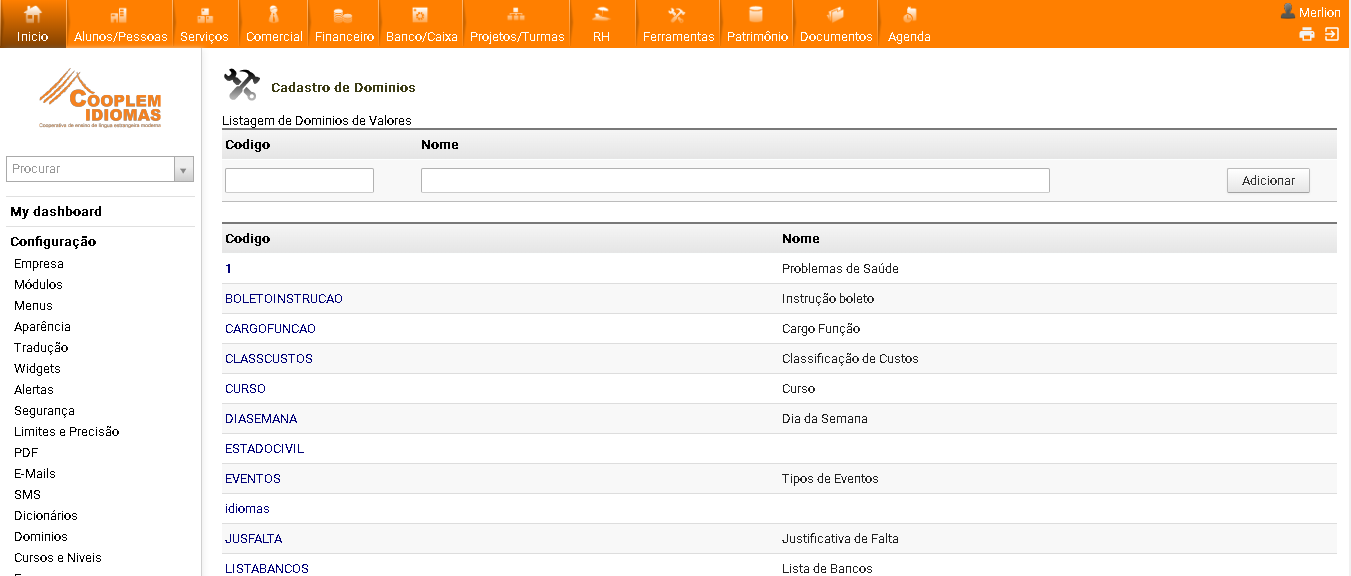 Inicio
Alunos/Pessoas
Serviços
Comercial
Financeiro
Banco/Caixa
Projetos/Turmas
RH
Ferramentas
Patrimônio
Documentos
Agenda
Merlion
COOPLEM
IDIOMAS
Cooperativa de ensino de língua estrangeira moderna
Procurar
My dashboard
Configuração
Empresa
Módulos
Menus
Aparência
Tradução
Widgets
Alertas
Segurança
Limites e Precisão
PDF
E-Mails
SMS
Dicionários
Dominios
Cursos e Niveis
Cadastro de Dominios
Listagem de Dominios de Valores
Codigo Nome
Adicionar
Codigo Nome
1 Problemas de Saúde
BOLETOINSTRUCAO Instrução boleto
CARGOFUNCAO Cargo Função
CLASSCUSTOS Classificação de Custos
CURSO Curso
DIASEMANA Dia da Semana
ESTADOCIVIL
EVENTOS Tipos de Eventos
idiomas
JUSFALTA Justificativa de Falta
LISTABANCOS Lista de Bancos